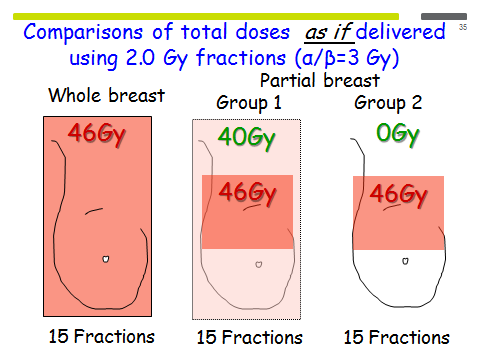 35
Comparisons of total doses as if delivered
using 2.0 Gy fractions (α/β=3 Gy)
Partial breast
Whole breast
Group 1
Group 2
46Gy
40Gy
0Gy
46Gy
46Gy
15 Fractions
15 Fractions
15 Fractions